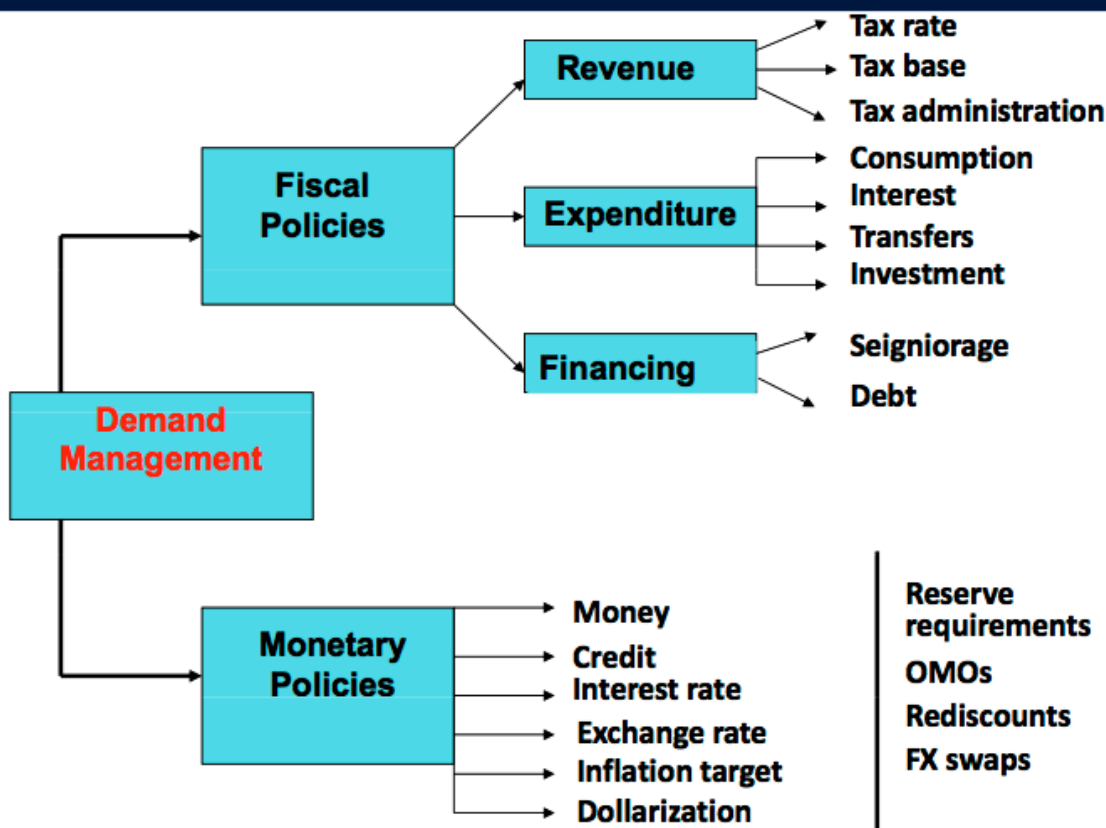 Tax rate
Revenue
Tax base
Tax administration
Fiscal
Policies
Consumption
Interest
Expenditure
Transfers
Investment
Financing
Seigniorage
Debt
Demand
Management
Monetary
Policies
Money
Credit
Interest rate
Exchange rate
Inflation target
Dollarization
Reserve
requirements
OMOs
Rediscounts
FX swaps